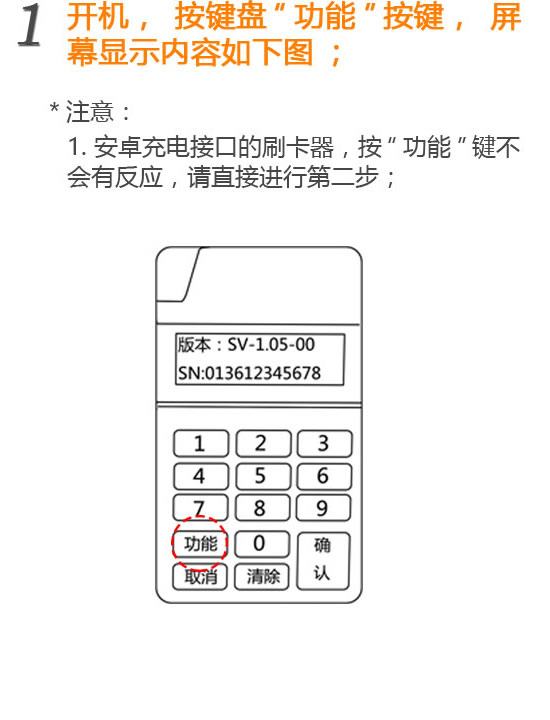 1 开机， 按键盘“功能”按键， 屏
幕显示内容如下图 ；
*注意：
1. 安卓充电接口的刷卡器，按“功能”键不
会有反应，请直接进行第二步；
版本：SV-1.05-00
SN:013612345678
1 2 3
4 5 6
7 8 9
功能 0 确认
取消 清除